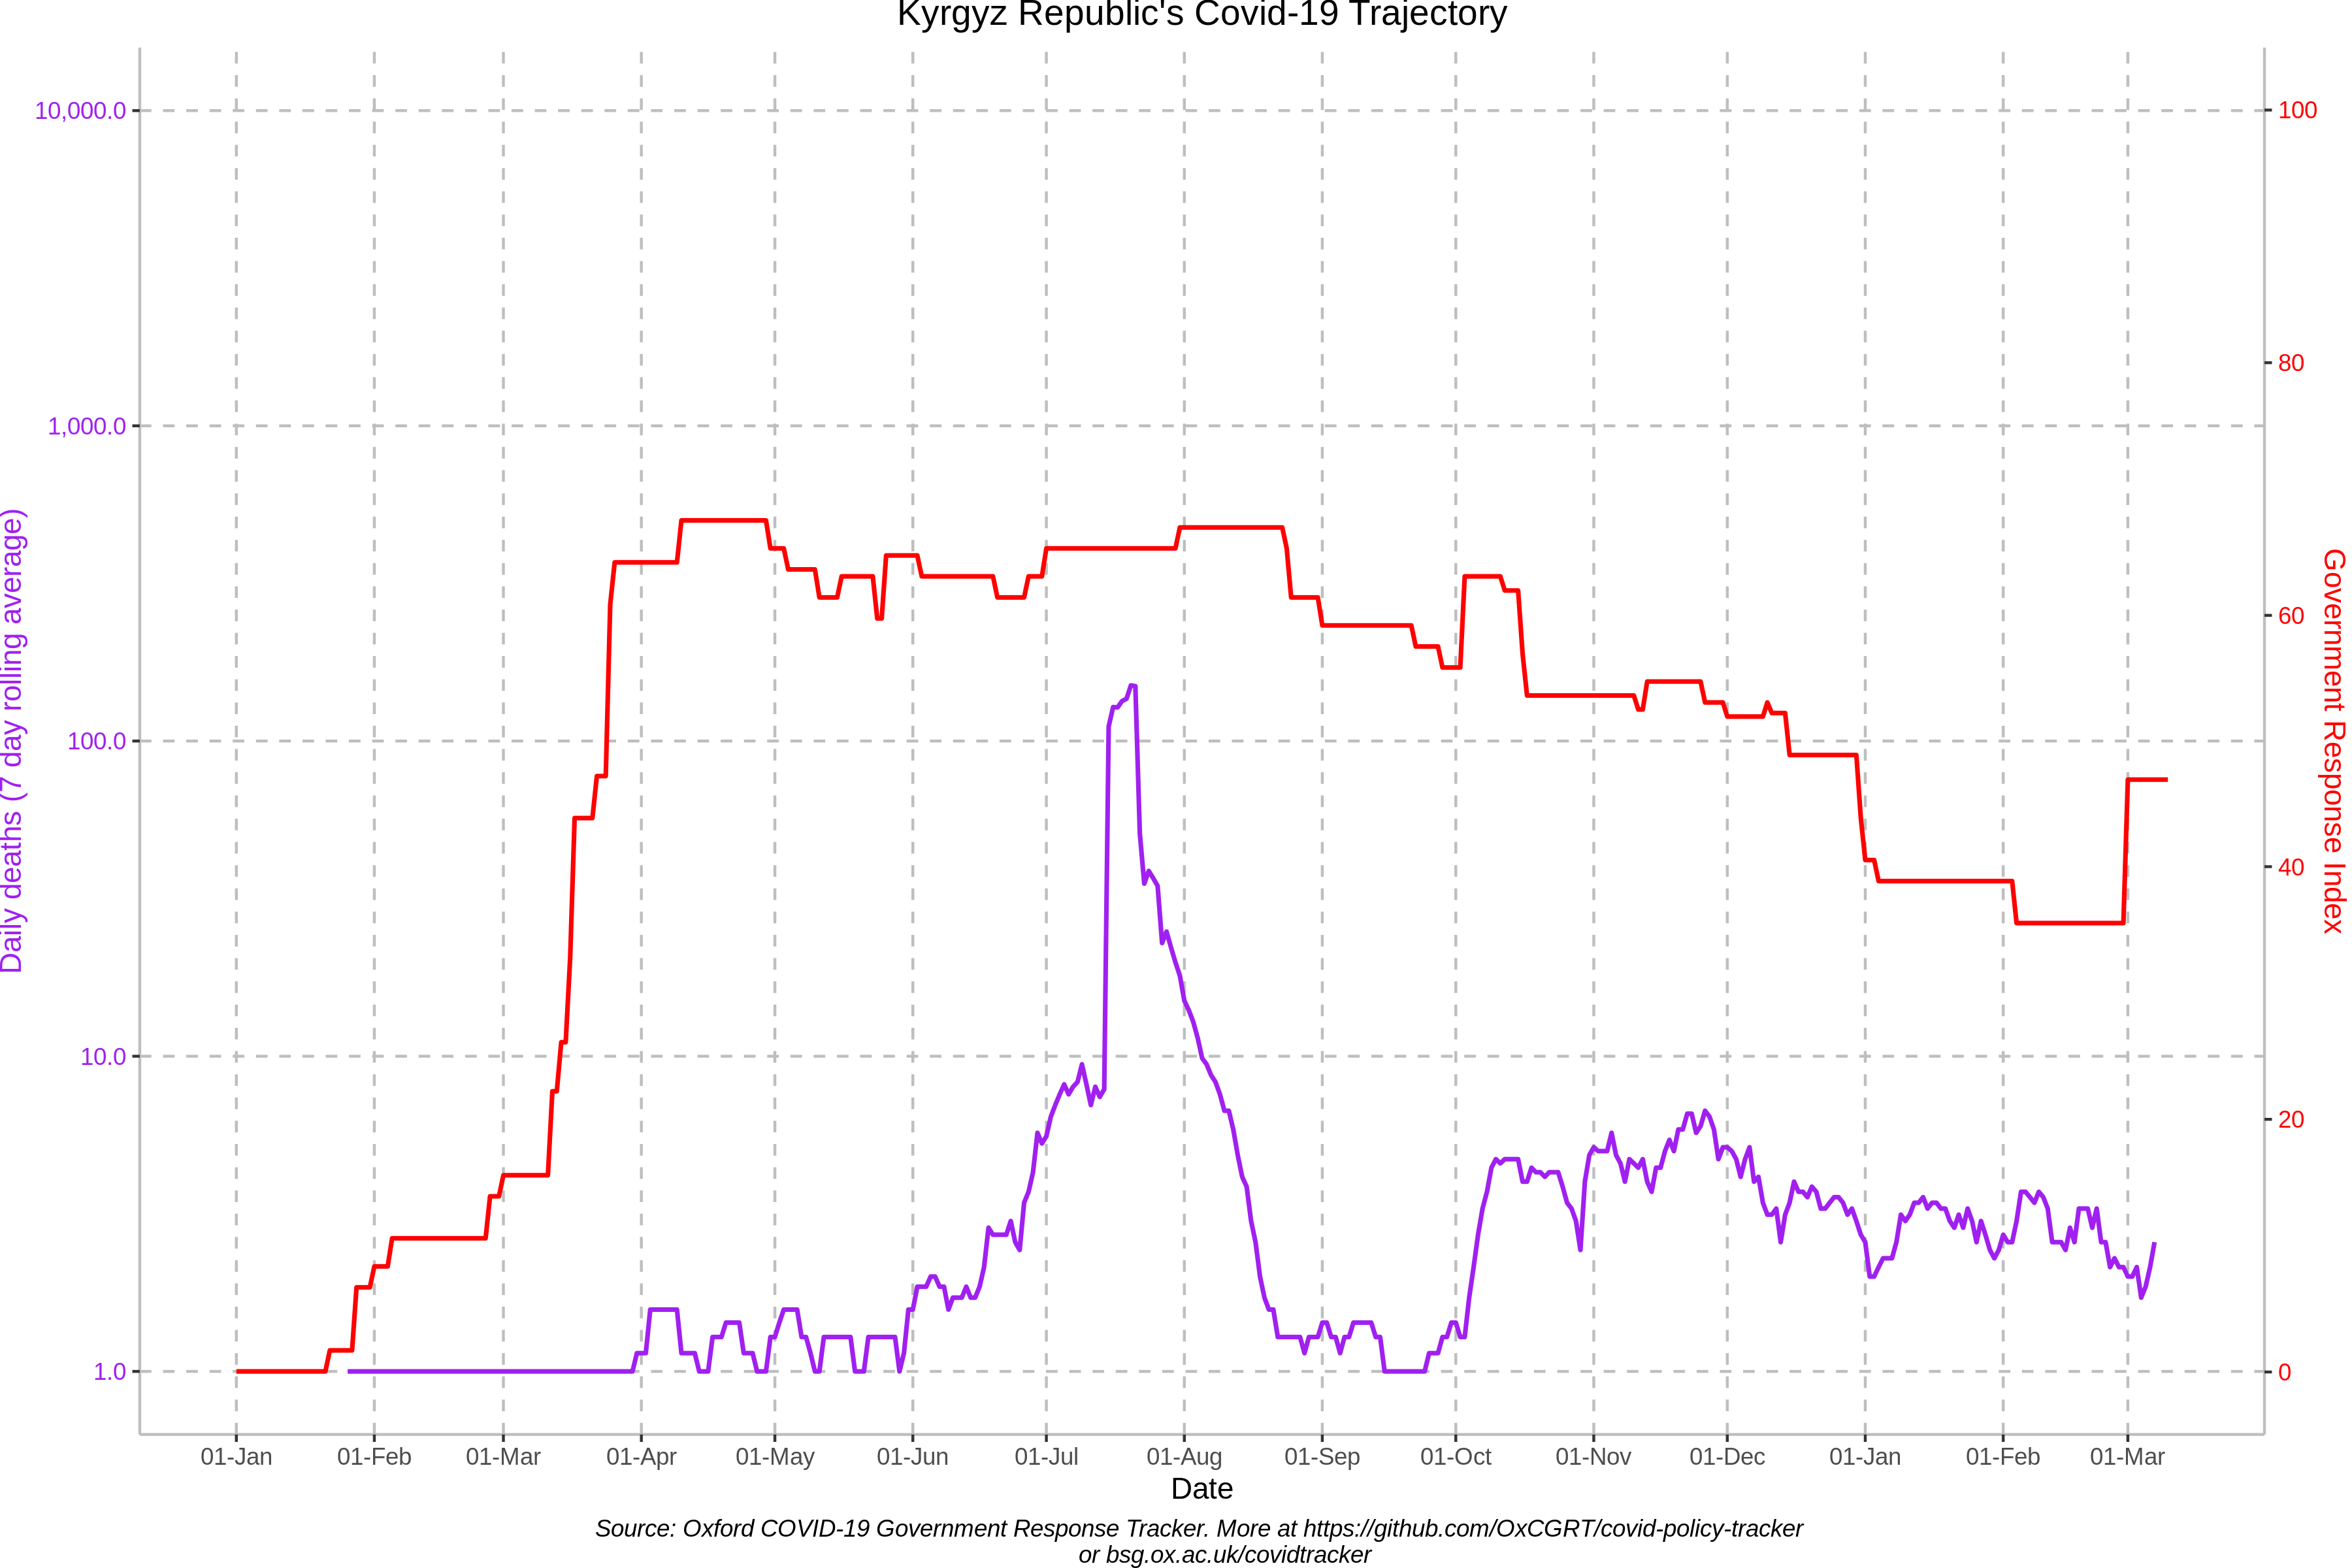 Kyrgyz Republic's Covid-19 Trajectory
10,000.0
1,000.0
100.0
10.0
1.0
Daily deaths (7 day rolling average)
100
80
60
40
20
0
Government Response Index
01-Jan 01-Feb 01-Mar 01-Apr 01-May 01-Jun 01-Jul 01-Aug 01-Sep 01-Oct 01-Nov 01-Dec 01-Jan 01-Feb 01-Mar
Date
Source: Oxford COVID-19 Government Response Tracker. More at https://github.com/OxCGRT/covid-policy-tracker
or bsg.ox.ac.uk/covidtracker